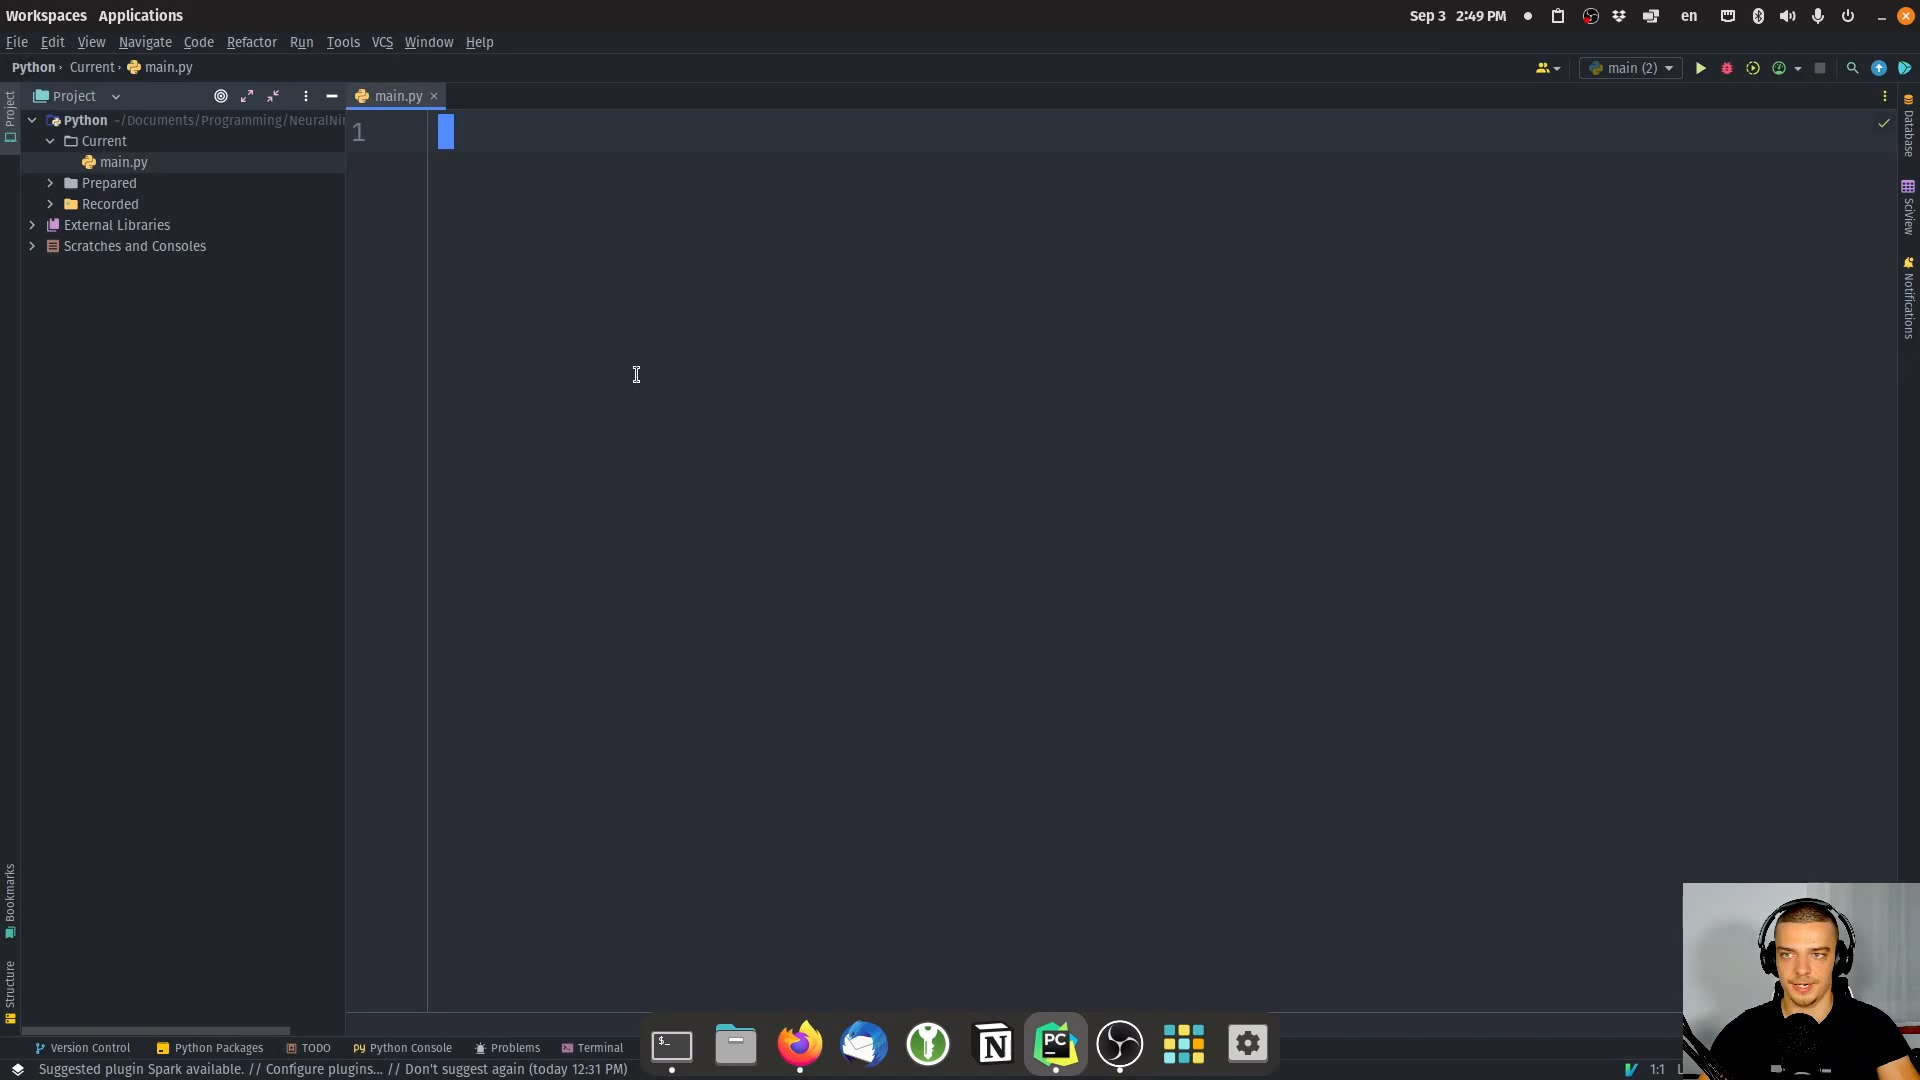 Workspaces Applications Sep 3 2:49 PM en
File Edit View Navigate Code Refactor Run Tools VCS Window Help
Python Current main.py main (2)
Project main.py
Project
1
Python ~/Documents/Programming/NeuralNi
Current
main.py
Prepared
Recorded
External Libraries
Scratches and Consoles
Database
SciView
Notifications
Bookmarks
Structure
$_
N
PC
Version Control Python Packages TODO Python Console Problems Terminal
Suggested plugin Spark available. // Configure plugins... // Don't suggest again (today 12:31 PM) 1:1